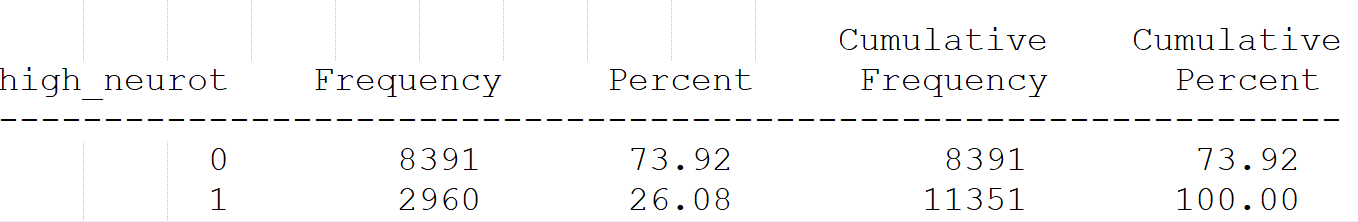 Cumulative Cumulative
high_neurot Frequency Percent Frequency Percent
----------------------------------------------------------------
0 8391 73.92 8391 73.92
1 2960 26.08 11351 100.00